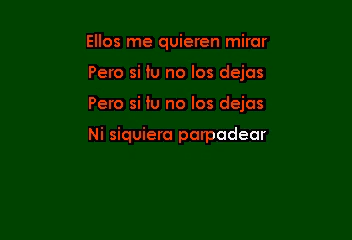 Ellos me quieren mirar
Pero si tu no los dejas
Pero si tu no los dejas
Ni siquiera parpadear